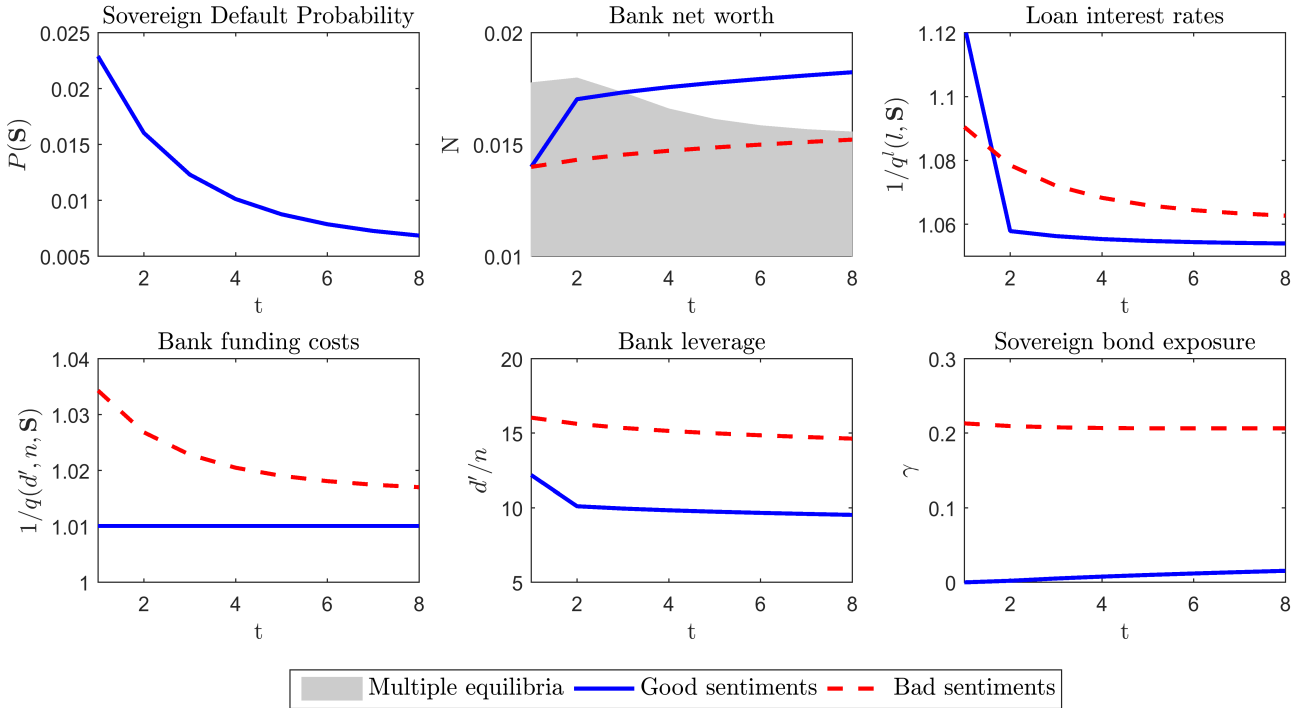 Sovereign Default Probability
0.025
0.02
0.015
0.01
0.005
P(S)
2 4 6 8
t
Bank net worth
0.02
0.015
0.01
N
2 4 6 8
t
Loan interest rates
1.12
1.1
1.08
1.06
1/q^l(l, S)
2 4 6 8
t
Bank funding costs
1.04
1.03
1.02
1.01
1
1/q(d′, n, S)
2 4 6 8
t
Bank leverage
20
15
10
5
d′/n
2 4 6 8
t
Sovereign bond exposure
0.3
0.2
0.1
0
γ
2 4 6 8
t
Multiple equilibria Good sentiments Bad sentiments